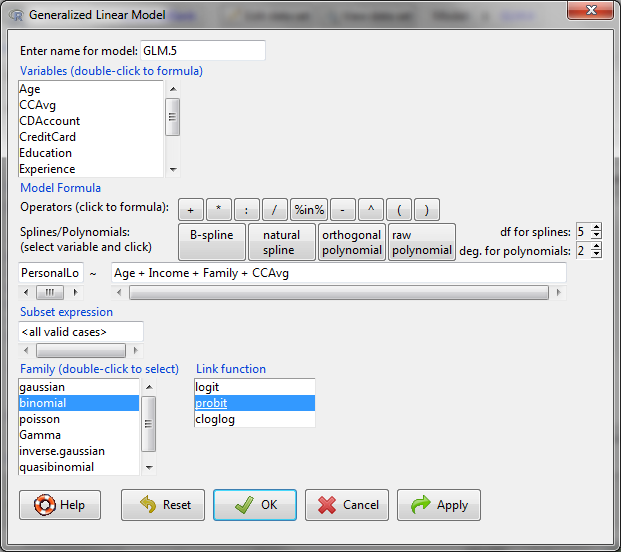 Generalized Linear Model
Enter name for model: GLM.5
Variables (double-click to formula)
Age
CCAvg
CDAccount
CreditCard
Education
Experience
Model Formula
Operators (click to formula): + * : / %in% - ^ ( )
Splines/Polynomials:
(select variable and click)
B-spline
natural
spline
orthogonal
polynomial
raw
polynomial
df for splines: 5
deg. for polynomials: 2
PersonalLo ~ Age + Income + Family + CCAvg
Subset expression
<all valid cases>
Family (double-click to select)
gaussian
binomial
poisson
Gamma
inverse.gaussian
quasibinomial
Link function
logit
probit
cloglog
Help Reset OK Cancel Apply